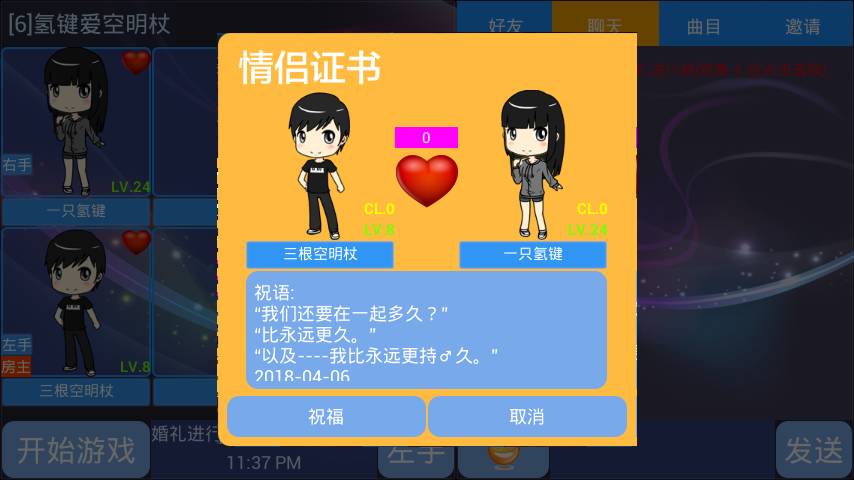 [6]氢键爱空明杖
好友
聊天
曲目
邀请
情侣证书
0
右手
LV.24
一只氢键
CL.0
LV.8
CL.0
LV.24
三根空明杖
一只氢键
祝语:
“我们还要在一起多久？”
“比永远更久。”
“以及----我比永远更持♂久。”
2018-04-06
左手
房主
LV.8
三根空明杖
祝福
取消
开始游戏
婚礼进行
11:37 PM
左手
发送